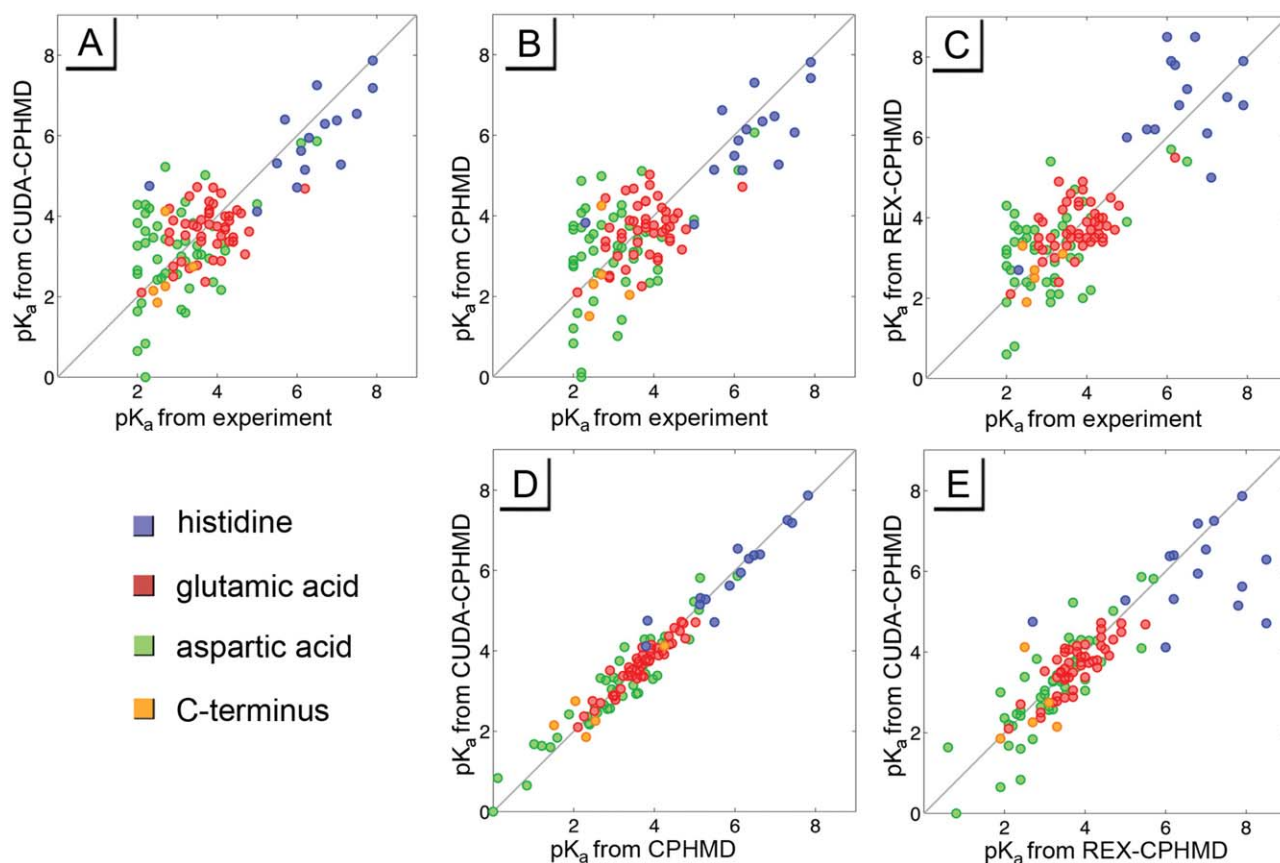 A
B
C
pKa from CUDA-CPHMD
8
6
4
2
0
2
4
6
8
pKa from experiment
pKa from CPHMD
8
6
4
2
0
2
4
6
8
pKa from experiment
pKa from REX-CPHMD
8
6
4
2
0
2
4
6
8
pKa from experiment
histidine
glutamic acid
aspartic acid
C-terminus
D
pKa from CUDA-CPHMD
8
6
4
2
0
2
4
6
8
pKa from CPHMD
E
pKa from CUDA-CPHMD
8
6
4
2
0
2
4
6
8
pKa from REX-CPHMD